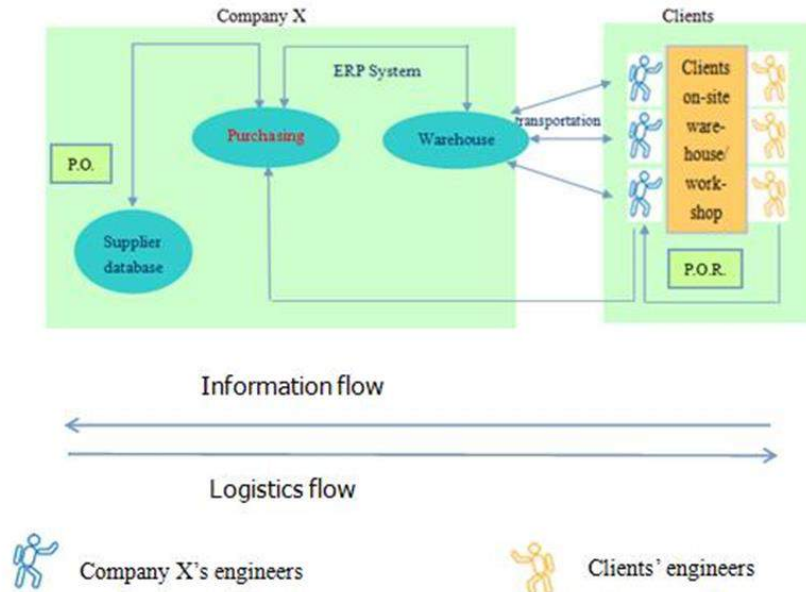 Company X
Clients
ERP System
Purchasing
Warehouse
transportation
P.O.
Supplier
database
Clients
on-site
ware-
house/
work-
shop
P.O.R.
Information flow
Logistics flow
Company X's engineers
Clients' engineers